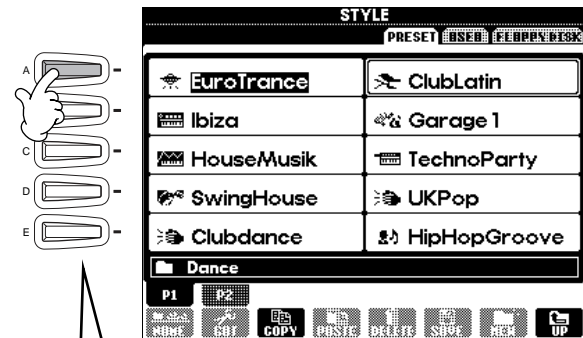 STYLE
PRESET USER FLOPPY DISK
A EuroTrance ClubLatin
Ibiza Garage 1
C HouseMusik TechnoParty
D SwingHouse UKPop
E Clubdance HipHopGroove
Dance
P1 P2
NAME CUT COPY PASTE DELETE SAVE NEW UP